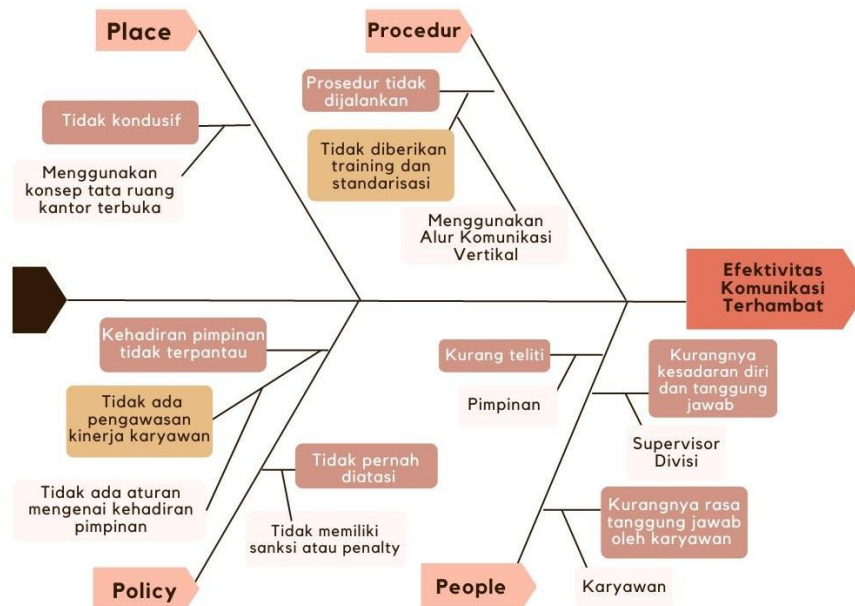 Place
Procedur
Tidak kondusif
Menggunakan
konsep tata ruang
kantor terbuka
Prosedur tidak
dijalankan
Tidak diberikan
training dan
standarisasi
Menggunakan
Alur Komunikasi
Vertikal
Efektivitas
Komunikasi
Terhambat
Kehadiran pimpinan
tidak terpantau
Tidak ada
pengawasan
kinerja karyawan
Tidak ada aturan
mengenai kehadiran
pimpinan
Tidak pernah
diatasi
Tidak memiliki
sanksi atau penalty
Kurang teliti
Pimpinan
Kurangnya
kesadaran diri
dan tanggung
jawab
Supervisor
Divisi
Kurangnya rasa
tanggung jawab
oleh karyawan
Karyawan
Policy
People